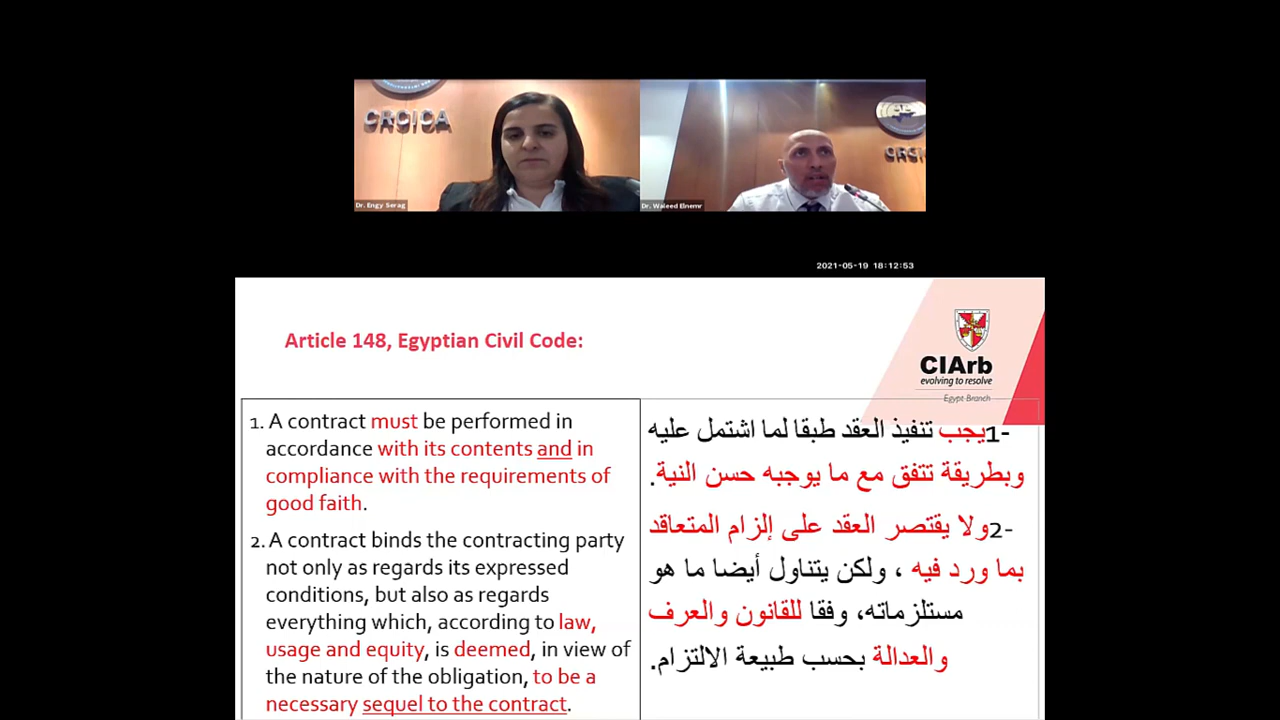 CRCICA
CRCI
Dr. Engy Serag
Dr. Waleed Elnemr
2021-05-19 18:12:53
Article 148, Egyptian Civil Code:
CIArb
evolving to resolve
Egypt Branch
1. A contract must be performed in
accordance with its contents and in
compliance with the requirements of
good faith.
2. A contract binds the contracting party
not only as regards its expressed
conditions, but also as regards
everything which, according to law,
usage and equity, is deemed, in view of
the nature of the obligation, to be a
necessary sequel to the contract.
1-يجب تنفيذ العقد طبقا لما اشتمل عليه
وبطريقة تتفق مع ما يوجبه حسن النية.
2-ولا يقتصر العقد على إلزام المتعاقد
بما ورد فيه ، ولكن يتناول أيضا ما هو
مستلزماته، وفقا للقانون والعرف
والعدالة بحسب طبيعة الالتزام.